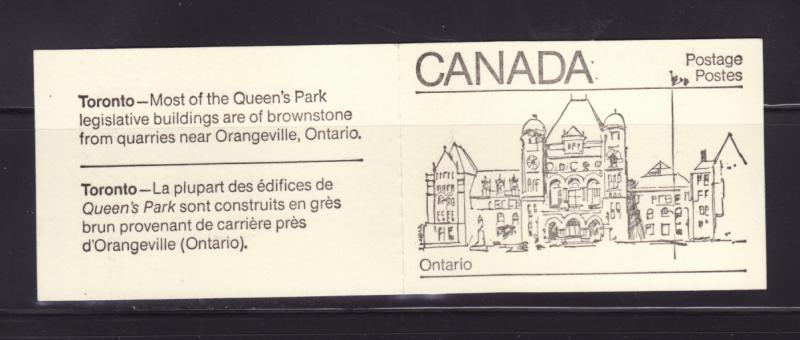 Toronto—Most of the Queen's Park
legislative buildings are of brownstone
from quarries near Orangeville, Ontario.
Toronto—La plupart des édifices de
Queen's Park sont construits en grès
brun provenant de carrière près
d'Orangeville (Ontario).
CANADA
Postage
Postes
Ontario